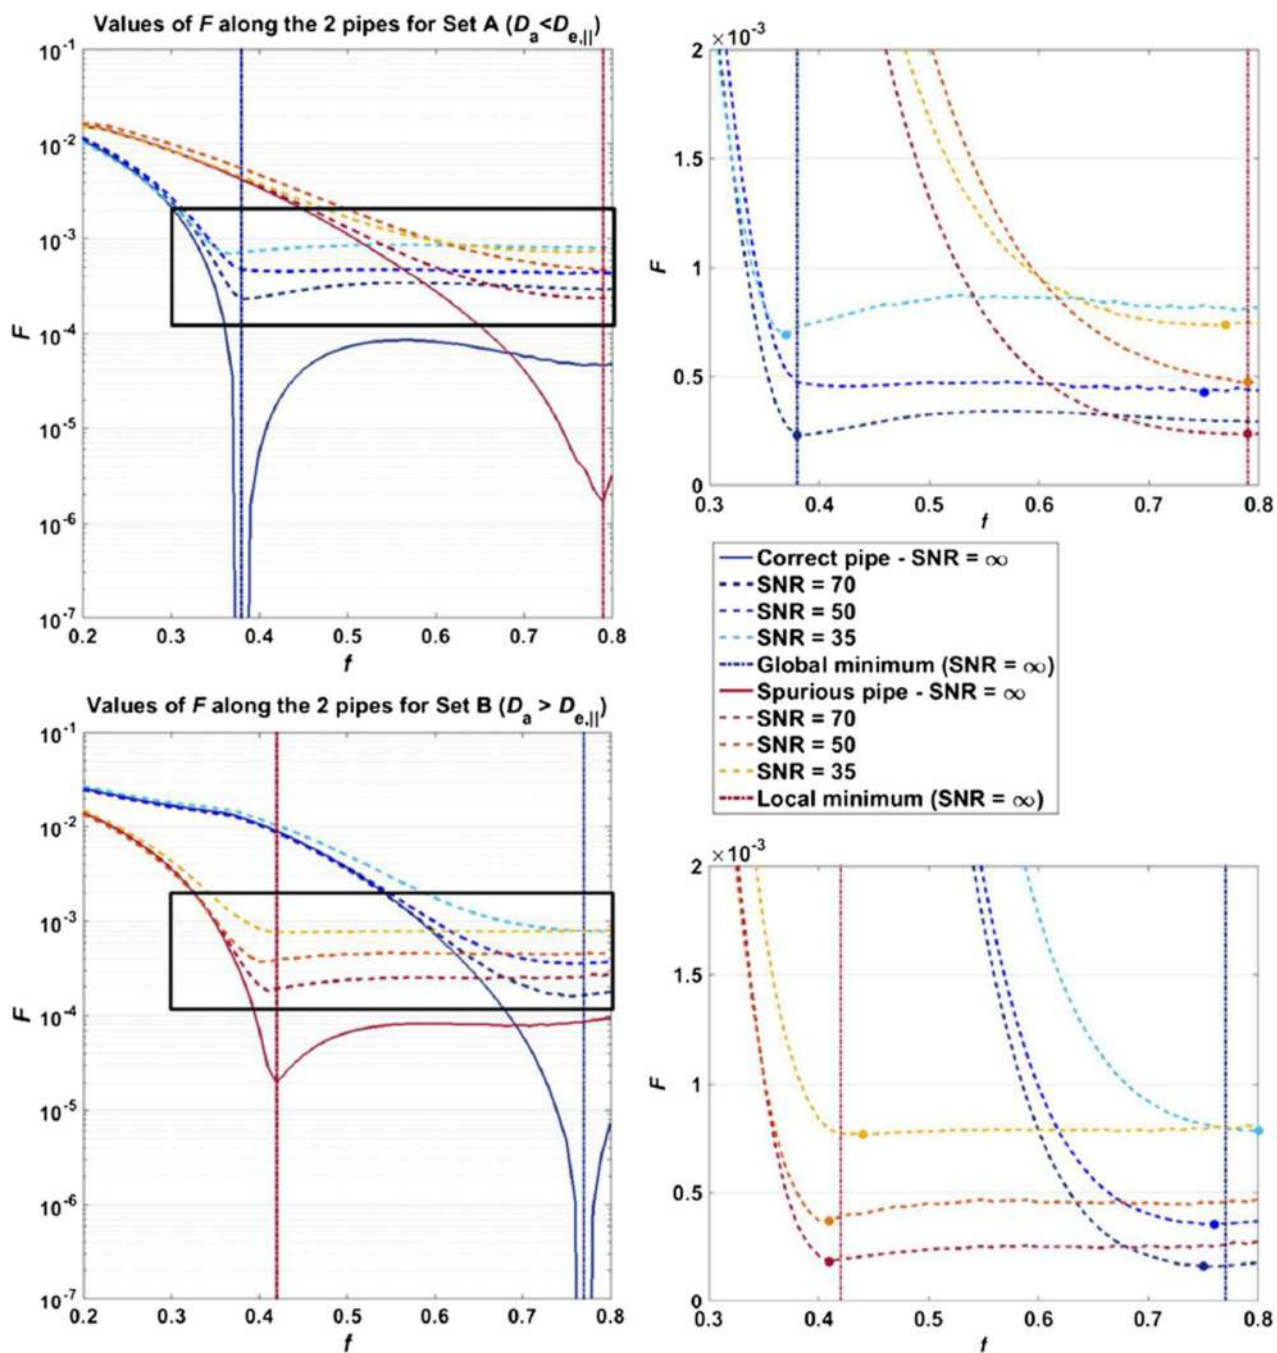 Values of F along the 2 pipes for Set A (Da<De,||)
10-1
10-2
10-3
10-4
10-5
10-6
10-7
F
0.2 0.3 0.4 0.5 0.6 0.7 0.8
f
×10-3
2
1.5
1
0.5
0
F
0.3 0.4 0.5 0.6 0.7 0.8
f
Correct pipe - SNR = ∞
SNR = 70
SNR = 50
SNR = 35
Global minimum (SNR = ∞)
Spurious pipe - SNR = ∞
SNR = 70
SNR = 50
SNR = 35
Local minimum (SNR = ∞)
Values of F along the 2 pipes for Set B (Da > De,||)
10-1
10-2
10-3
10-4
10-5
10-6
10-7
F
0.2 0.3 0.4 0.5 0.6 0.7 0.8
f
×10-3
2
1.5
1
0.5
0
F
0.3 0.4 0.5 0.6 0.7 0.8
f